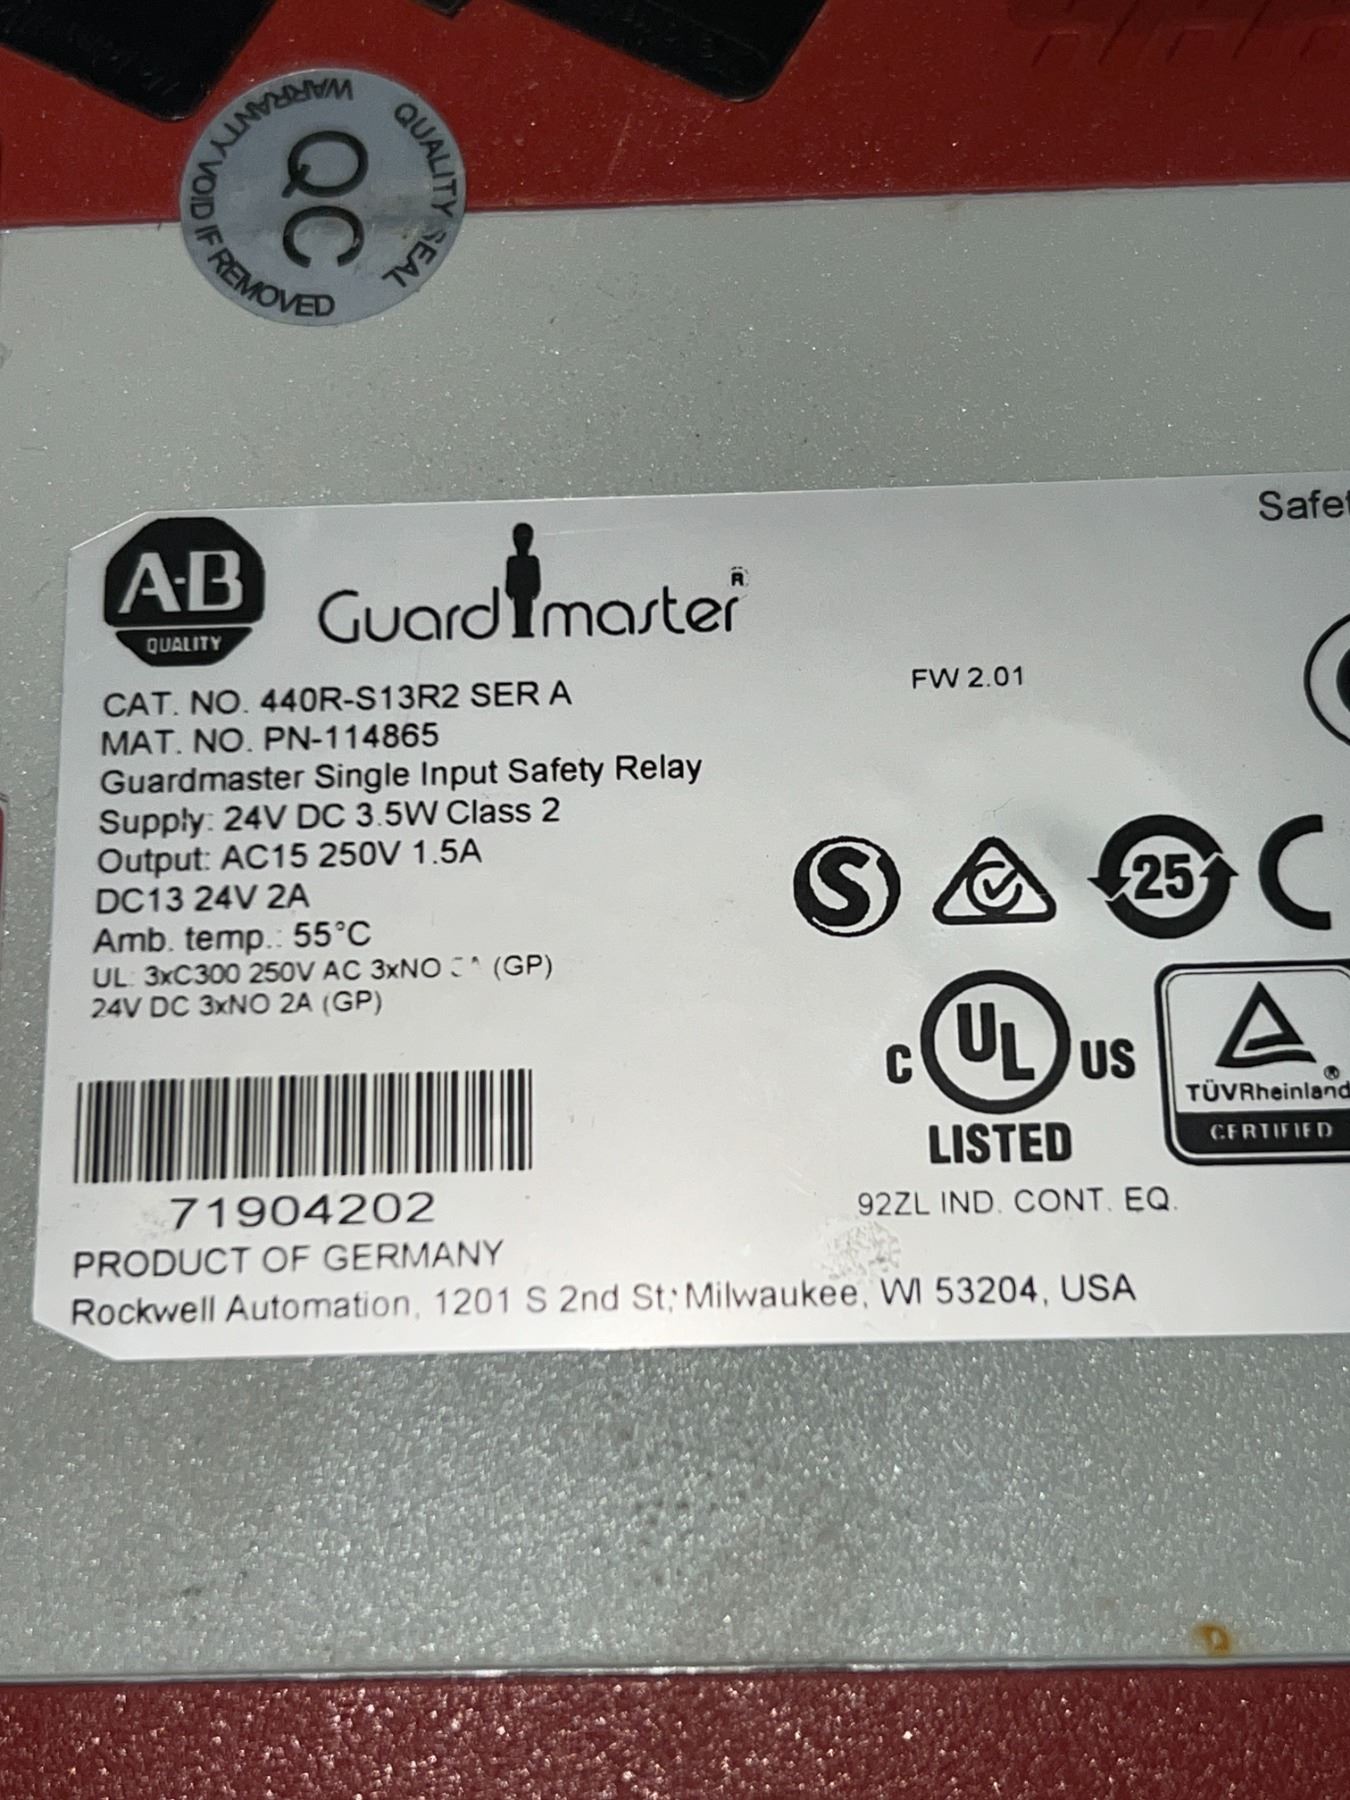 WARRANTY VOID IF REMOVED
QUALITY SEAL
QC
A-B
QUALITY
Guardmaster®
CAT. NO. 440R-S13R2 SER A
MAT. NO. PN-114865
Guardmaster Single Input Safety Relay
Supply: 24V DC 3.5W Class 2
Output: AC15 250V 1.5A
DC13 24V 2A
Amb. temp.: 55°C
UL: 3xC300 250V AC 3xNO (GP)
24V DC 3xNO 2A (GP)
71904202
PRODUCT OF GERMANY
Rockwell Automation, 1201 S 2nd St; Milwaukee, WI 53204, USA
FW 2.01
S
25
C
C UL US
LISTED
92ZL IND. CONT. EQ.
TÜVRheinland®
CERTIFIED